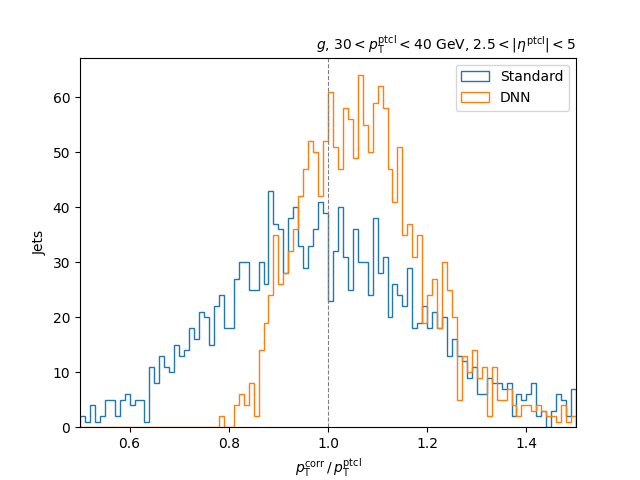 g, 30 < p_T^ptcl < 40 GeV, 2.5 < |η^ptcl| < 5
Standard
DNN
Jets
60
50
40
30
20
10
0
0.6 0.8 1.0 1.2 1.4
p_T^corr / p_T^ptcl